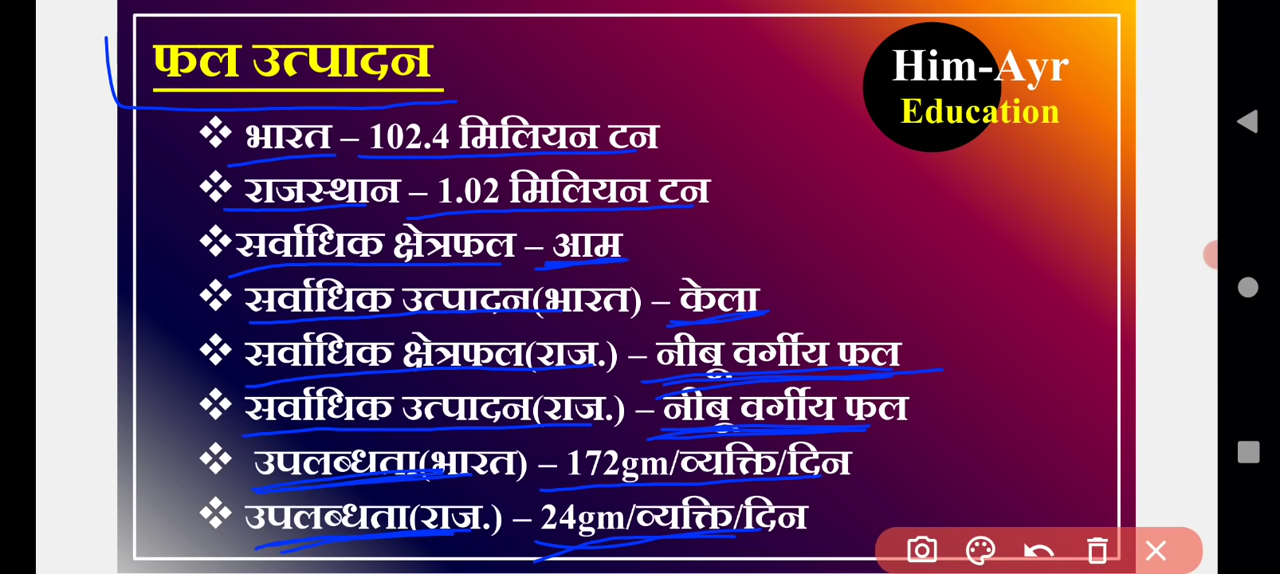 फल उत्पादन
Him-Ayr
Education
❖ भारत – 102.4 मिलियन टन
❖ राजस्थान – 1.02 मिलियन टन
❖ सर्वाधिक क्षेत्रफल – आम
❖ सर्वाधिक उत्पादन(भारत) – केला
❖ सर्वाधिक क्षेत्रफल(राज.) – नीबू वर्गीय फल
❖ सर्वाधिक उत्पादन(राज.) – नीबू वर्गीय फल
❖ उपलब्धता(भारत) – 172gm/व्यक्ति/दिन
❖ उपलब्धता(राज.) – 24gm/व्यक्ति/दिन